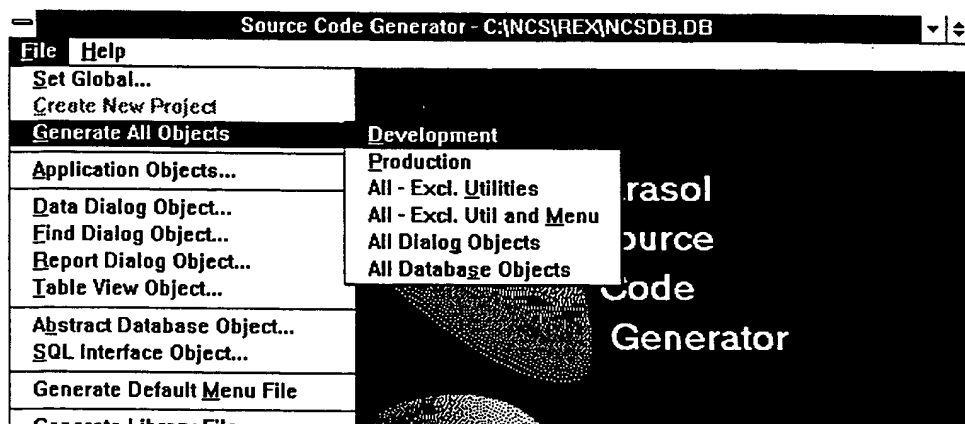 Source Code Generator - C:\NCS\REX\NCSDB.DB
File Help
Set Global...
Create New Project
Generate All Objects
Application Objects...
Data Dialog Object...
Find Dialog Object...
Report Dialog Object...
Table View Object...
Abstract Database Object...
SQL Interface Object...
Generate Default Menu File
Generate Library File
Development
Production
All - Excl. Utilities
All - Excl. Util and Menu
All Dialog Objects
All Database Objects
rasol
ource
Code
Generator